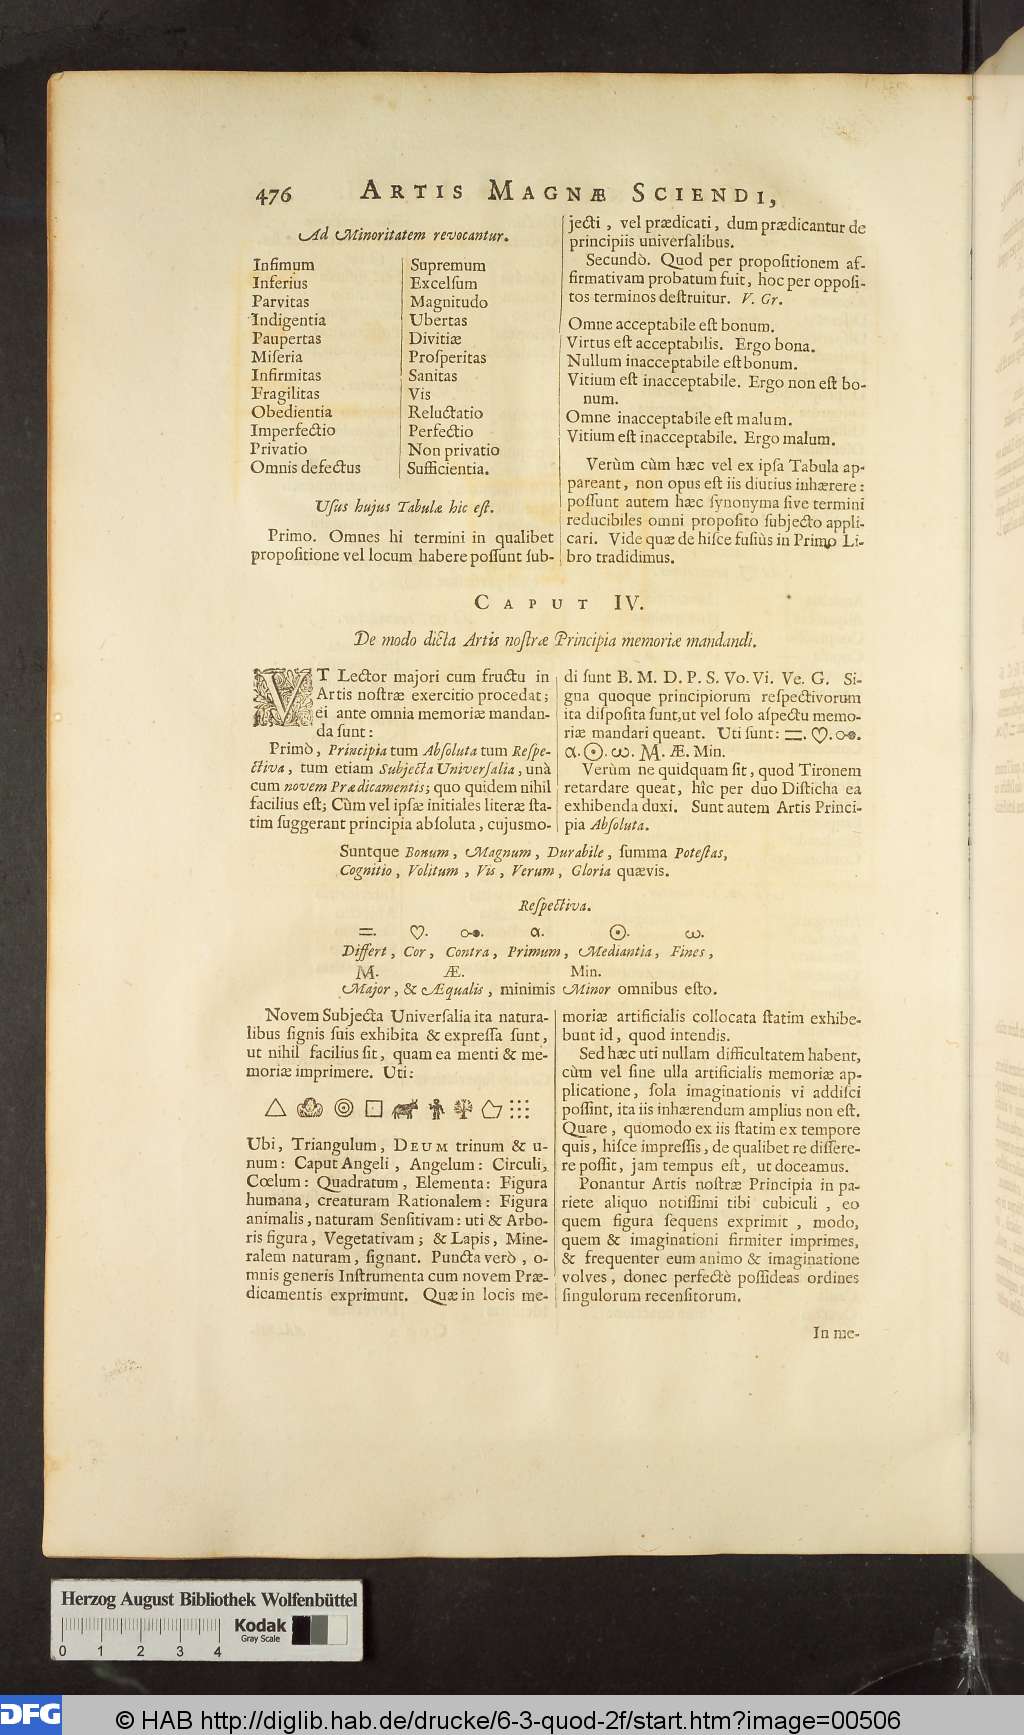 476 ARTIS MAGNÆ SCIENDI,
Ad Minoritatem revocantur.
Infimum | Supremum
Inferius | Excelſum
Parvitas | Magnitudo
Indigentia | Ubertas
Paupertas | Divitiæ
Miſeria | Proſperitas
Infirmitas | Sanitas
Fragilitas | Vis
Obedientia | Reluctatio
Imperfectio | Perfectio
Privatio | Non privatio
Omnis defectus | Sufficientia.
Uſus hujus Tabulæ hic eſt.
Primo. Omnes hi termini in qualibet
propoſitione vel locum habere poſſunt ſub-
jecti, vel prædicati, dum prædicantur de
principiis univerſalibus.
Secundò. Quod per propoſitionem af-
firmativam probatum fuit, hoc per oppoſi-
tos terminos deſtruitur. V. Gr.
Omne acceptabile eſt bonum.
Virtus eſt acceptabilis. Ergo bona.
Nullum inacceptabile eſt bonum.
Vitium eſt inacceptabile. Ergo non eſt bo-
num.
Omne inacceptabile eſt malum.
Vitium eſt inacceptabile. Ergo malum.
Verùm cùm hæc vel ex ipſa Tabula ap-
pareant, non opus eſt iis diutius inhærere:
poſſunt autem hæc ſynonyma ſive termini
reducibiles omni propoſito ſubjecto appli-
cari. Vide quæ de hiſce fuſiùs in Primo Li-
bro tradidimus.
CAPUT IV.
De modo dicta Artis noſtræ Principia memoriæ mandandi.
VT Lector majori cum fructu in
Artis noſtræ exercitio procedat;
ei ante omnia memoriæ mandan-
da ſunt:
Primò, Principia tum Abſoluta tum Reſpe-
ctiva, tum etiam Subjecta Univerſalia, unà
cum novem Prædicamentis; quo quidem nihil
facilius eſt; Cùm vel ipſæ initiales literæ ſta-
tim ſuggerant principia abſoluta, cujusmo-
di ſunt B. M. D. P. S. Vo. Vi. Ve. G. Si-
gna quoque principiorum reſpectivorum
ita diſpoſita ſunt, ut vel ſolo aſpectu memo-
riæ mandari queant. Uti ſunt: =. ♡. o-●.
α. ☉. ω. M. Æ. Min.
Verùm ne quidquam ſit, quod Tironem
retardare queat, hîc per duo Diſticha ea
exhibenda duxi. Sunt autem Artis Princi-
pia Abſoluta.
Suntque Bonum, Magnum, Durabile, ſumma Poteſtas,
Cognitio, Volitum, Vis, Verum, Gloria quævis.
Reſpectiva.
=. ♡. o-●. α. ☉. ω.
Differt, Cor, Contra, Primum, Mediantia, Fines,
M. Æ. Min.
Major, & Æqualis, minimis Minor omnibus eſto.
Novem Subjecta Univerſalia ita natura-
libus ſignis ſuis exhibita & expreſſa ſunt,
ut nihil facilius ſit, quam ea menti & me-
moriæ imprimere. Uti:
Ubi, Triangulum, DEUM trinum & u-
num: Caput Angeli, Angelum: Circuli,
Cœlum: Quadratum, Elementa: Figura
humana, creaturam Rationalem: Figura
animalis, naturam Senſitivam: uti & Arbo-
ris figura, Vegetativam; & Lapis, Mine-
ralem naturam, ſignant. Puncta verò, o-
mnis generis Inſtrumenta cum novem Præ-
dicamentis exprimunt. Quæ in locis me-
moriæ artificialis collocata ſtatim exhibe-
bunt id, quod intendis.
Sed hæc uti nullam difficultatem habent,
cùm vel ſine ulla artificialis memoriæ ap-
plicatione, ſola imaginationis vi addiſci
poſſint, ita iis inhærendum amplius non eſt.
Quare, quomodo ex iis ſtatim ex tempore
quis, hiſce impreſſis, de qualibet re differe-
re poſſit, jam tempus eſt, ut doceamus.
Ponantur Artis noſtræ Principia in pa-
riete aliquo notiſſimi tibi cubiculi, eo
quem figura ſequens exprimit, modo,
quem & imaginationi firmiter imprimes,
& frequenter eum animo & imaginatione
volves, donec perfectè poſſideas ordines
ſingulorum recenſitorum.
In me-
Herzog August Bibliothek Wolfenbüttel
Kodak
Gray Scale
0 1 2 3 4
DFG © HAB http://diglib.hab.de/drucke/6-3-quod-2f/start.htm?image=00506